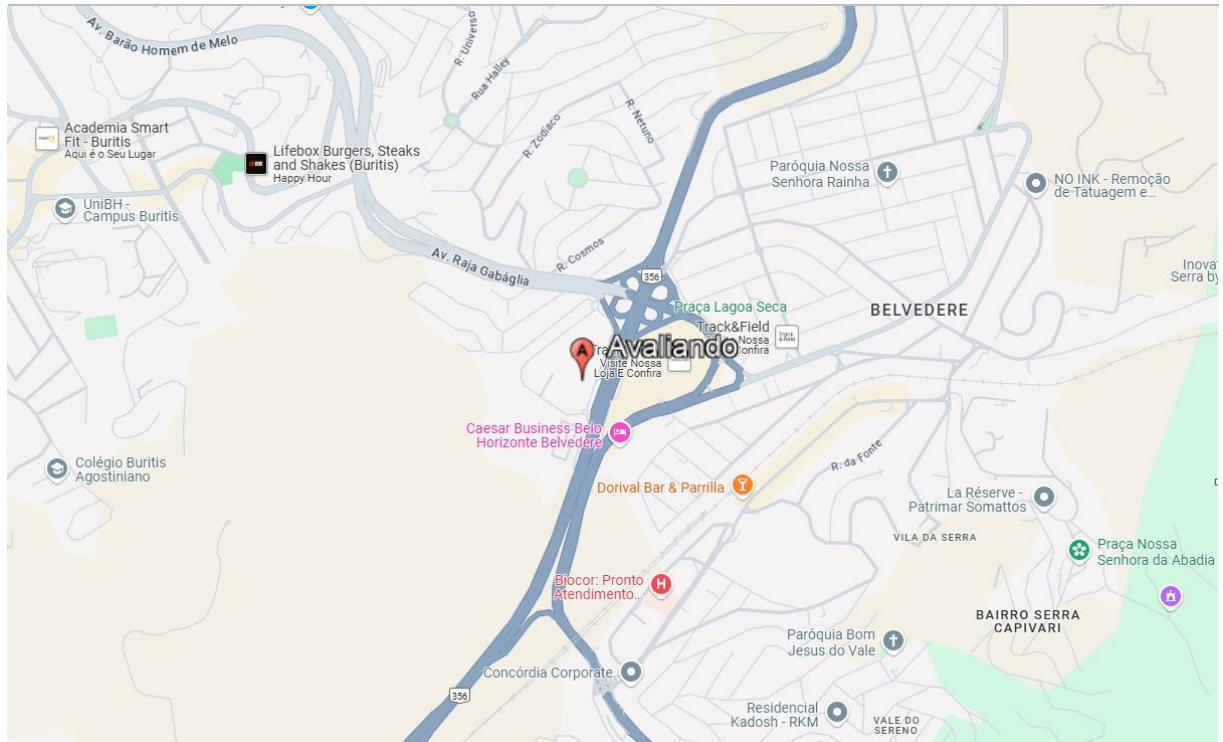 Av. Barão Homem de Melo
R. Universo
Rua Halley
R. Zodíaco
R. Netuno
Academia Smart
Fit - Buritis
Aqui é o Seu Lugar
Lifebox Burgers, Steaks
and Shakes (Buritis)
Happy Hour
UniBH -
Campus Buritis
Paróquia Nossa
Senhora Rainha
NO INK - Remoção
de Tatuagem e...
Av. Raja Gabáglia
R. Cosmos
356
Inova
Serra by
Praça Lagoa Seca
BELVEDERE
Track&Field
Nossa
Confira
A
Avaliando
Visite Nossa
Loja E Confira
Caesar Business Belo
Horizonte Belvedere
Colégio Buritis
Agostiniano
Dorival Bar & Parrilla
R. da Fonte
La Réserve -
Patrimar Somattos
VILA DA SERRA
Praça Nossa
Senhora da Abadia
Biocor: Pronto
Atendimento...
H
BAIRRO SERRA
CAPIVARI
Paróquia Bom
Jesus do Vale
Concórdia Corporate
356
Residencial
Kadosh - RKM
VALE DO
SERENO